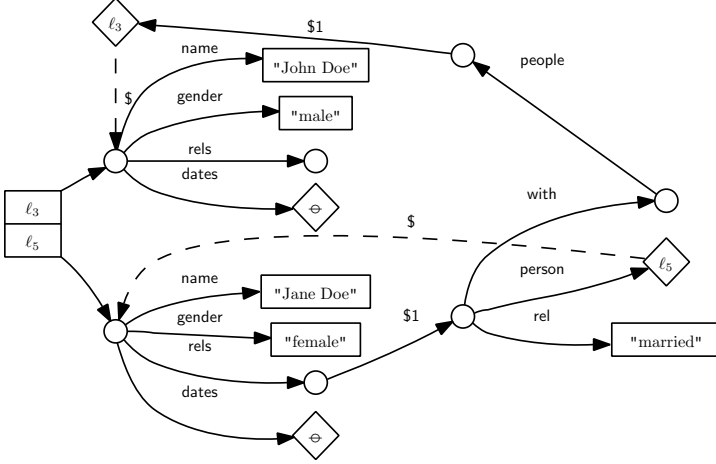 ℓ3
$1
name
people
"John Doe"
$
gender
"male"
rels
dates
⦵
with
ℓ3
$
ℓ5
person
ℓ5
name
"Jane Doe"
gender
$1
rel
"female"
"married"
rels
dates
⦵